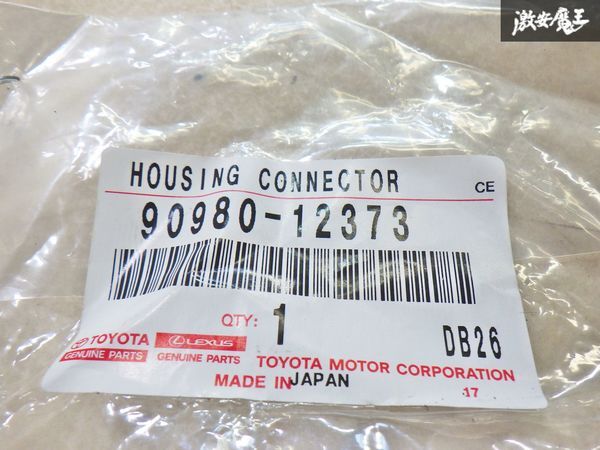 激安魔王
HOUSING CONNECTOR
CE
90980-12373
QTY: 1
DB26
TOYOTA
GENUINE PARTS
LEXUS
GENUINE PARTS
TOYOTA MOTOR CORPORATION
MADE IN JAPAN
17